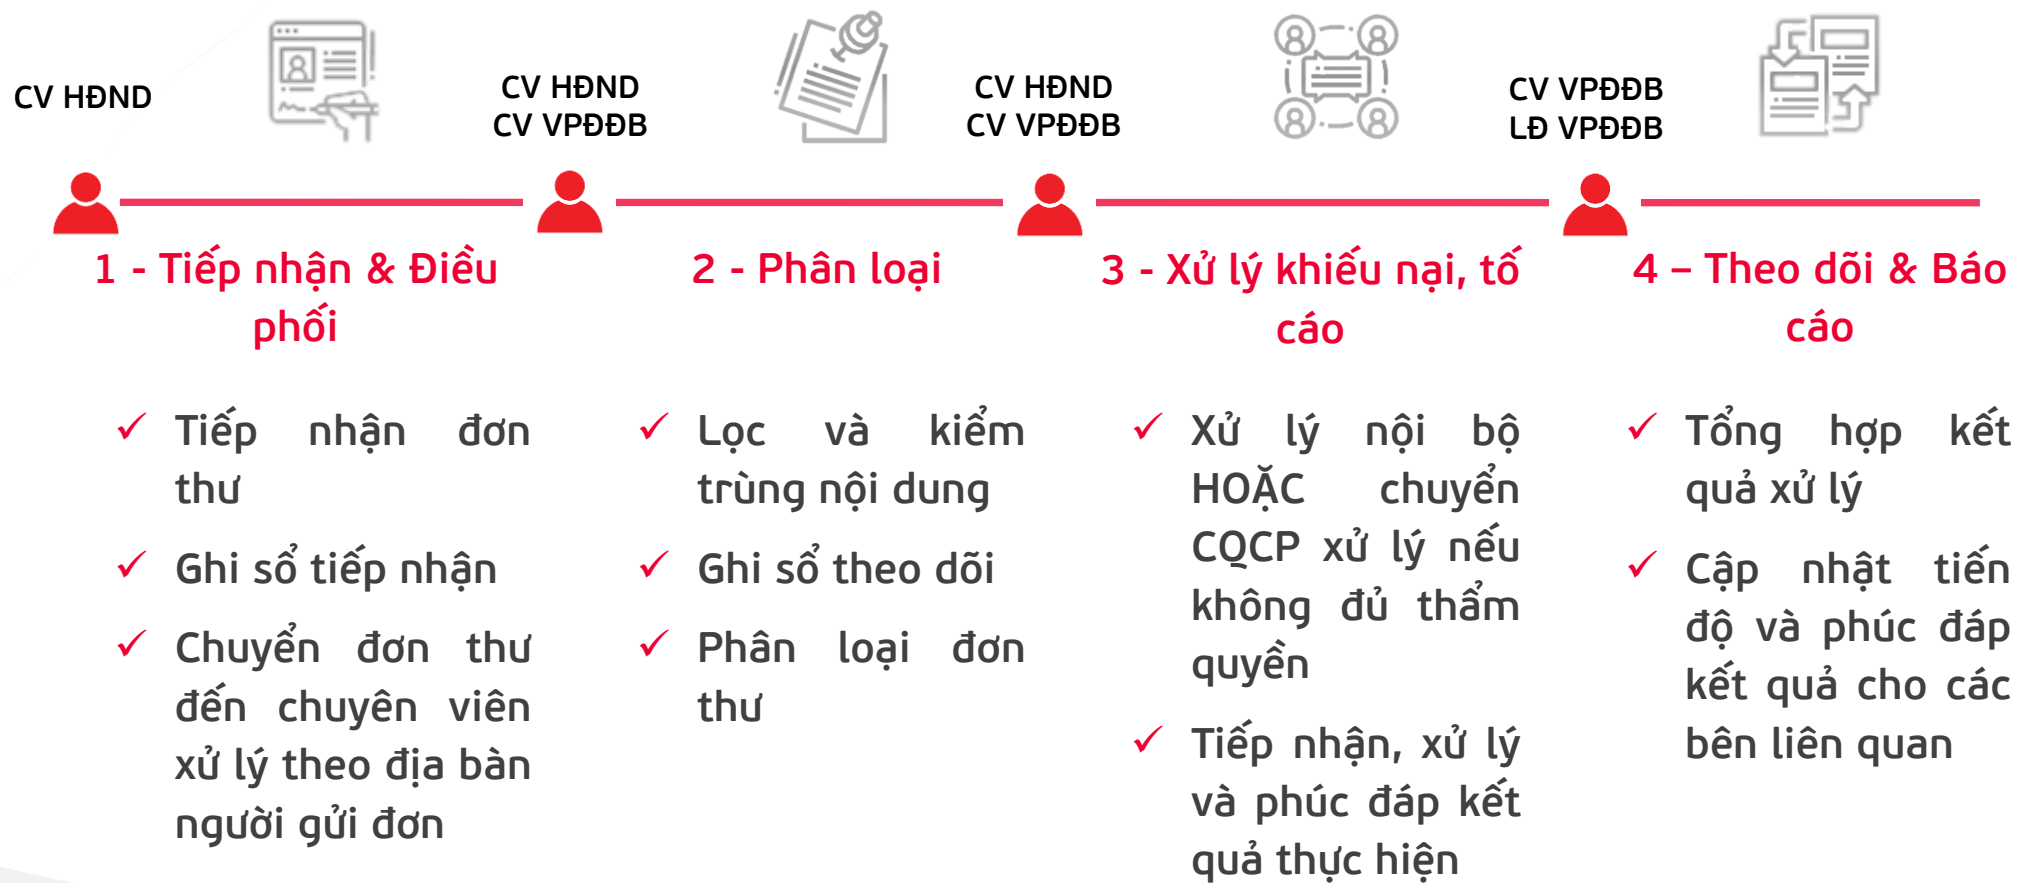 CV HĐND
CV HĐND
CV VPĐĐB
CV HĐND
CV VPĐĐB
CV VPĐĐB
LĐ VPĐĐB
1 - Tiếp nhận & Điều
phối
✓ Tiếp nhận đơn
thư
✓ Ghi sổ tiếp nhận
✓ Chuyển đơn thư
đến chuyên viên
xử lý theo địa bàn
người gửi đơn
2 - Phân loại
✓ Lọc và kiểm
trùng nội dung
✓ Ghi sổ theo dõi
✓ Phân loại đơn
thư
3 - Xử lý khiếu nại, tố
cáo
✓ Xử lý nội bộ
HOẶC chuyển
CQCP xử lý nếu
không đủ thẩm
quyền
✓ Tiếp nhận, xử lý
và phúc đáp kết
quả thực hiện
4 – Theo dõi & Báo
cáo
✓ Tổng hợp kết
quả xử lý
✓ Cập nhật tiến
độ và phúc đáp
kết quả cho các
bên liên quan